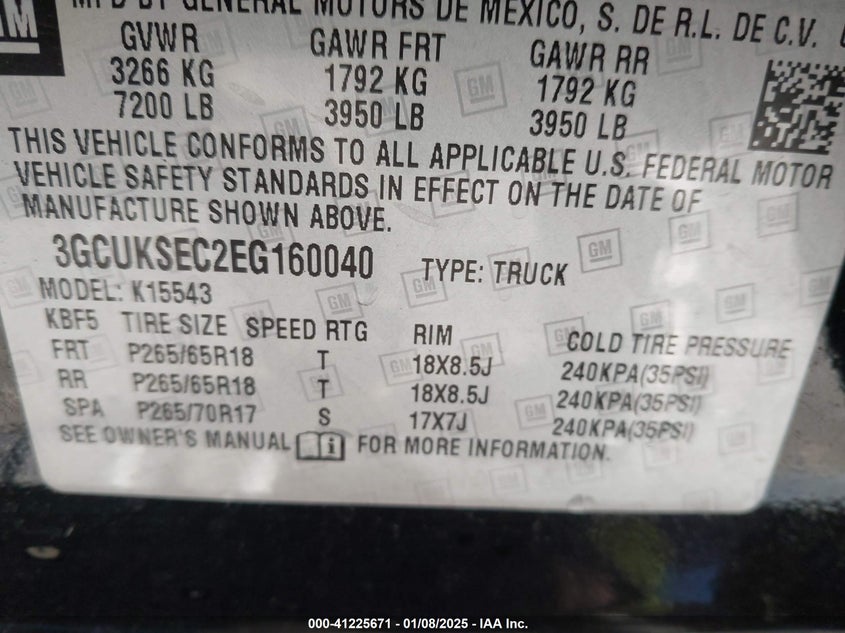 GM
MFD BY GENERAL MOTORS DE MEXICO, S. DE R.L. DE C.V.
GVWR GAWR FRT GAWR RR
3266 KG 1792 KG 1792 KG
7200 LB 3950 LB 3950 LB
THIS VEHICLE CONFORMS TO ALL APPLICABLE U.S. FEDERAL MOTOR
VEHICLE SAFETY STANDARDS IN EFFECT ON THE DATE OF
MANUFACTURE SHOWN ABOVE.
3GCUKSEC2EG160040 TYPE: TRUCK
MODEL: K15543
KBF5 TIRE SIZE SPEED RTG RIM COLD TIRE PRESSURE
FRT P265/65R18 T 18X8.5J 240KPA(35PSI)
RR P265/65R18 T 18X8.5J 240KPA(35PSI)
SPA P265/70R17 S 17X7J 240KPA(35PSI)
SEE OWNER'S MANUAL i FOR MORE INFORMATION.
000-41225671 - 01/08/2025 - IAA Inc.